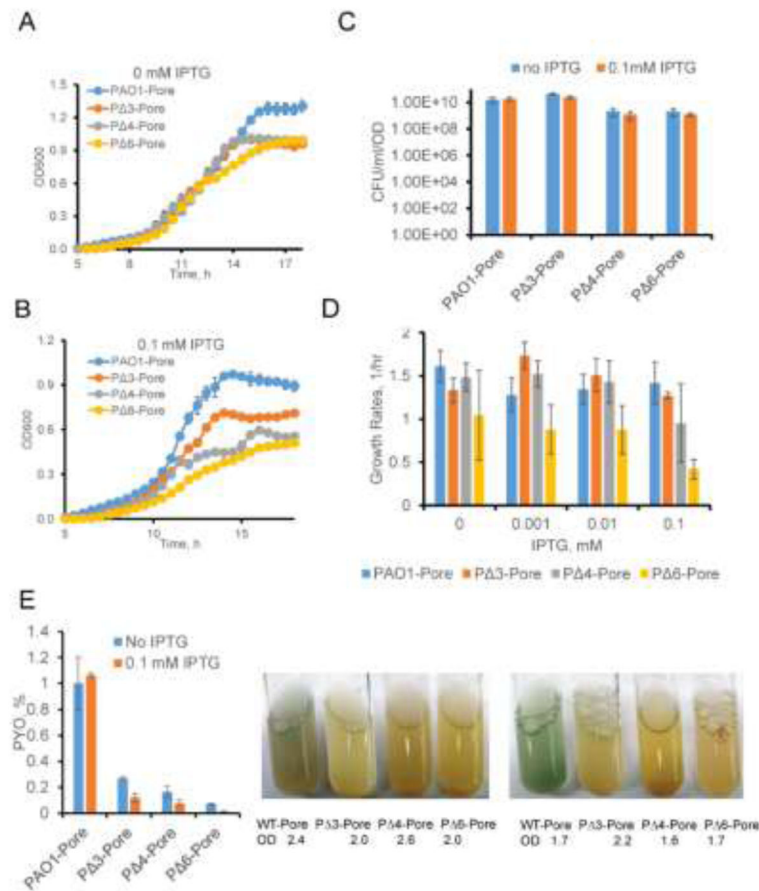 A
0 mM IPTG
1.5
1.2
0.9
0.6
0.3
0.0
OD600
PAO1-Pore
PΔ3-Pore
PΔ4-Pore
PΔ6-Pore
5 8 11 14 17
Time, h
C
no IPTG 0.1mM IPTG
1.00E+10
1.00E+08
1.00E+06
1.00E+04
1.00E+02
1.00E+00
CFU/ml/OD
PAO1-Pore PΔ3-Pore PΔ4-Pore PΔ6-Pore
B
0.1 mM IPTG
1.2
0.9
0.6
0.3
0.0
OD600
PAO1-Pore
PΔ3-Pore
PΔ4-Pore
PΔ6-Pore
5 10 15
Time, h
D
2
1.5
1
0.5
0
Growth Rates, 1/hr
0 0.001 0.01 0.1
IPTG, mM
PAO1-Pore PΔ3-Pore PΔ4-Pore PΔ6-Pore
E
1.4
1.2
1
0.8
0.6
0.4
0.2
0
PYO, %
No IPTG
0.1 mM IPTG
PAO1-Pore PΔ3-Pore PΔ4-Pore PΔ6-Pore
WT-Pore PΔ3-Pore PΔ4-Pore PΔ6-Pore
OD 2.4 2.0 2.6 2.0
WT-Pore PΔ3-Pore PΔ4-Pore PΔ6-Pore
OD 1.7 2.2 1.6 1.7